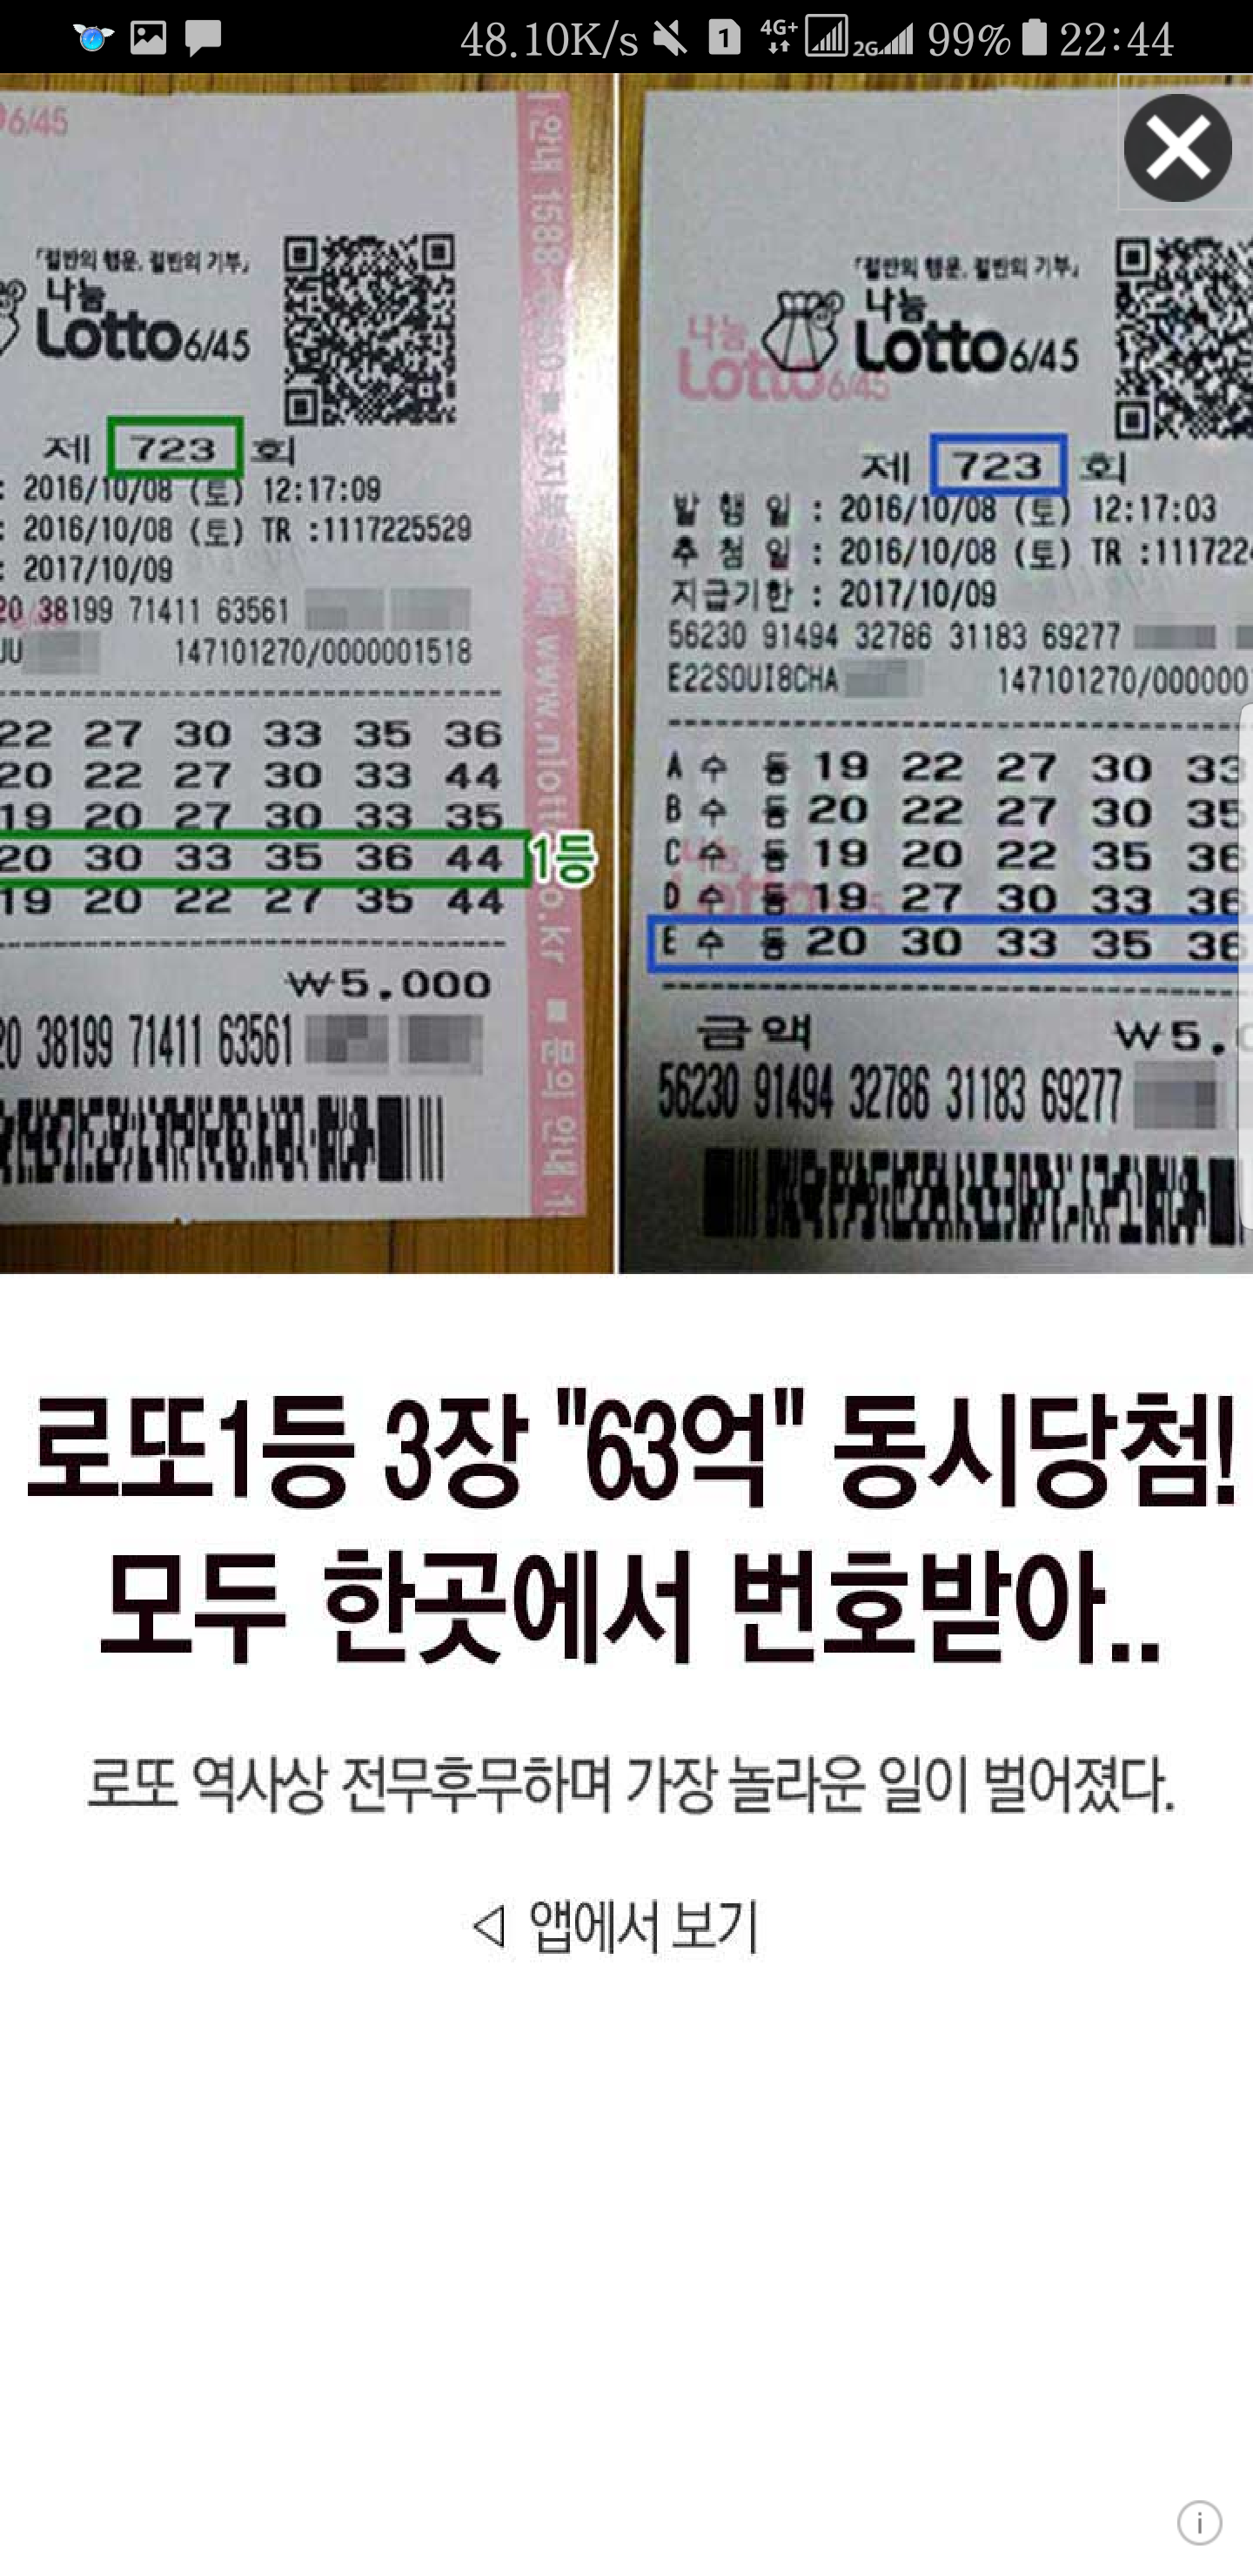 48.10K/s 1 4G+ 2G 99% 22:44
6/45
「절반의 행운, 절반의 기부」
나눔
Lotto 6/45
제 723 회
: 2016/10/08 (토) 12:17:09
: 2016/10/08 (토) TR :1117225529
: 2017/10/09
20 38199 71411 63561
147101270/0000001518
22 27 30 33 35 36
20 22 27 30 33 44
19 20 27 30 33 35
20 30 33 35 36 44 1등
19 20 22 27 35 44
₩5.000
20 38199 71411 63561
안내 1588
www.nlotto.co.kr ■ 문의 안내
「절반의 행운, 절반의 기부」
나눔
Lotto 6/45
나눔
Lotto 6/45
제 723 회
발 행 일 : 2016/10/08 (토) 12:17:03
추 첨 일 : 2016/10/08 (토) TR :111722
지급기한 : 2017/10/09
56230 91494 32786 31183 69277
E22SOUI8CHA 147101270/000000
A 수 동 19 22 27 30 33
B 수 동 20 22 27 30 35
C 수 동 19 20 22 35 36
D 수 동 19 27 30 33 36
E 수 동 20 30 33 35 36
금액 ₩5.
56230 91494 32786 31183 69277
로또1등 3장 "63억" 동시당첨!
모두 한곳에서 번호받아..
로또 역사상 전무후무하며 가장 놀라운 일이 벌어졌다.
◁ 앱에서 보기